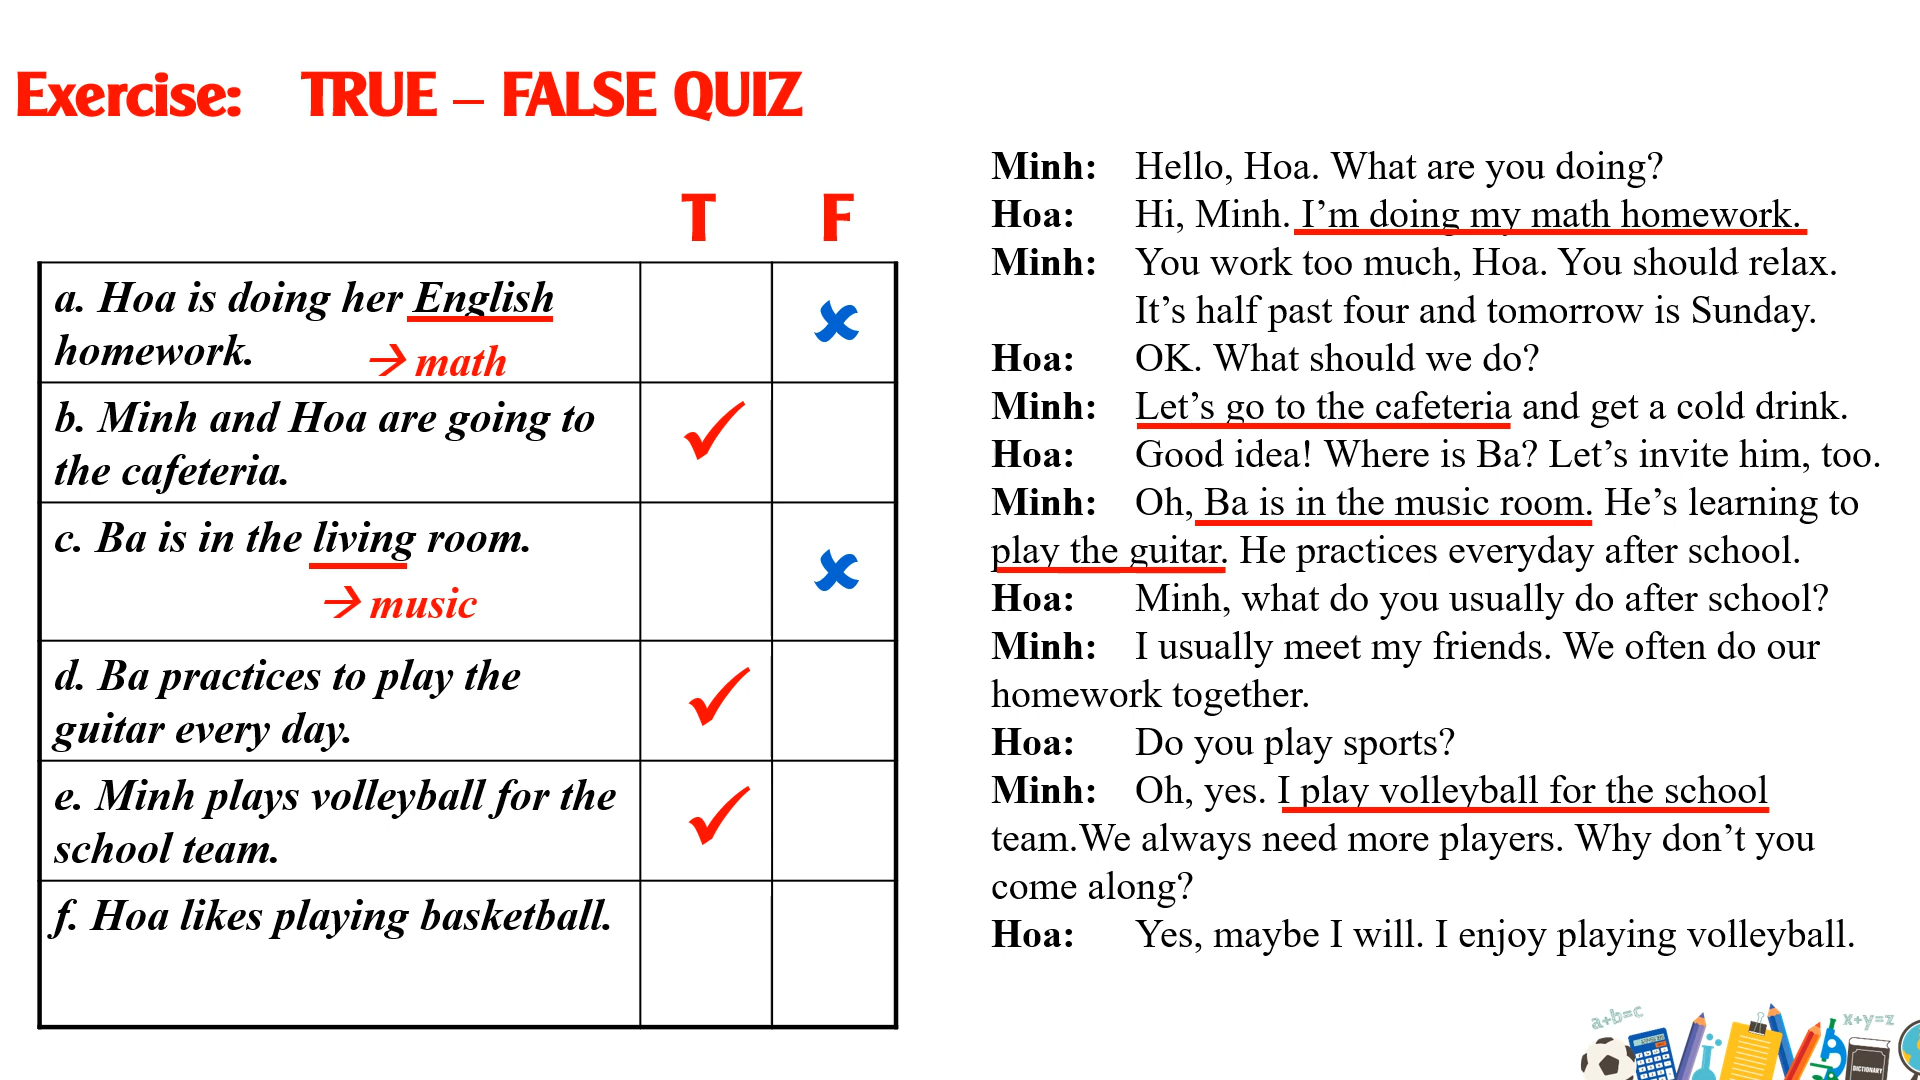 Exercise: TRUE – FALSE QUIZ
T F
a. Hoa is doing her English
homework.
→ math
b. Minh and Hoa are going to
the cafeteria.
c. Ba is in the living room.
→ music
d. Ba practices to play the
guitar every day.
e. Minh plays volleyball for the
school team.
f. Hoa likes playing basketball.
Minh: Hello, Hoa. What are you doing?
Hoa: Hi, Minh. I’m doing my math homework.
Minh: You work too much, Hoa. You should relax.
It’s half past four and tomorrow is Sunday.
Hoa: OK. What should we do?
Minh: Let’s go to the cafeteria and get a cold drink.
Hoa: Good idea! Where is Ba? Let’s invite him, too.
Minh: Oh, Ba is in the music room. He’s learning to
play the guitar. He practices everyday after school.
Hoa: Minh, what do you usually do after school?
Minh: I usually meet my friends. We often do our
homework together.
Hoa: Do you play sports?
Minh: Oh, yes. I play volleyball for the school
team.We always need more players. Why don’t you
come along?
Hoa: Yes, maybe I will. I enjoy playing volleyball.
a+b=c
x+y=z
DICTIONARY